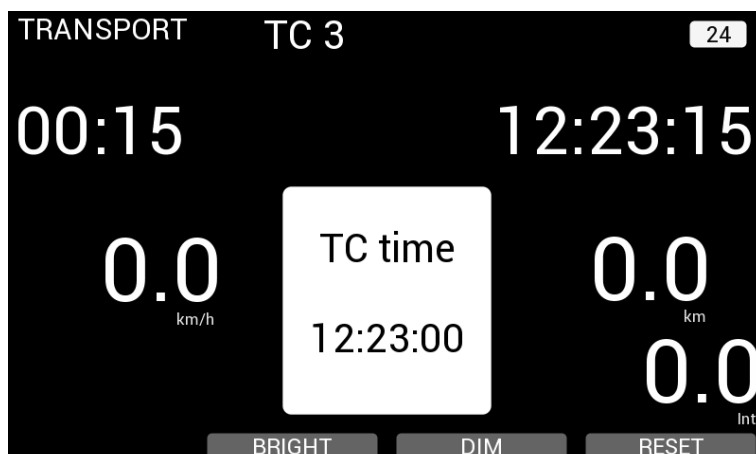 TRANSPORT TC 3 24
00:15 12:23:15
TC time
0.0 0.0
km/h km
12:23:00
0.0
Int
BRIGHT DIM RESET